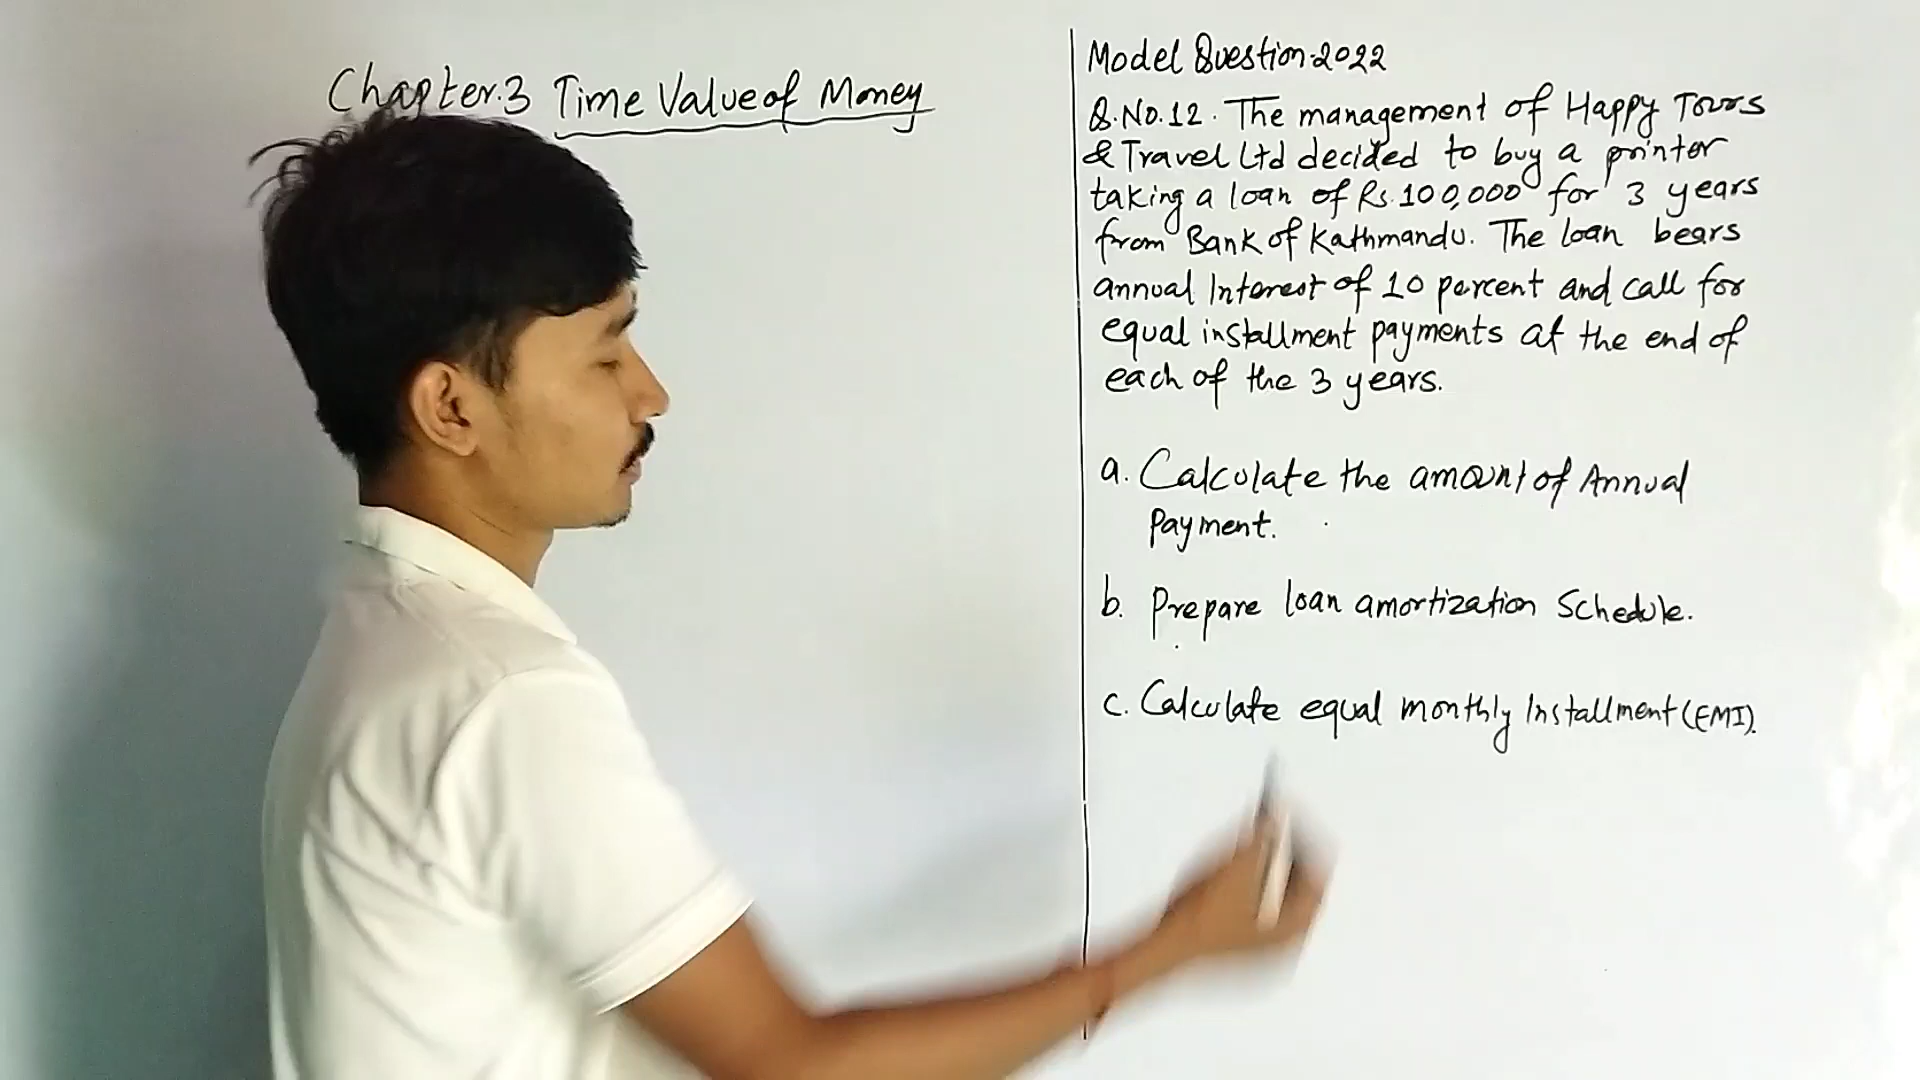 Chapter.3 Time Value of Money
Model Question-2022
Q.No.12. The management of Happy Tours
& Travel Ltd decided to buy a printer
taking a loan of Rs.100,000 for 3 years
from Bank of Kathmandu. The loan bears
annual Interest of 10 percent and call for
equal installment payments at the end of
each of the 3 years.
a. Calculate the amount of Annual
Payment.
b. Prepare loan amortization Schedule.
c. Calculate equal monthly Installment (EMI).